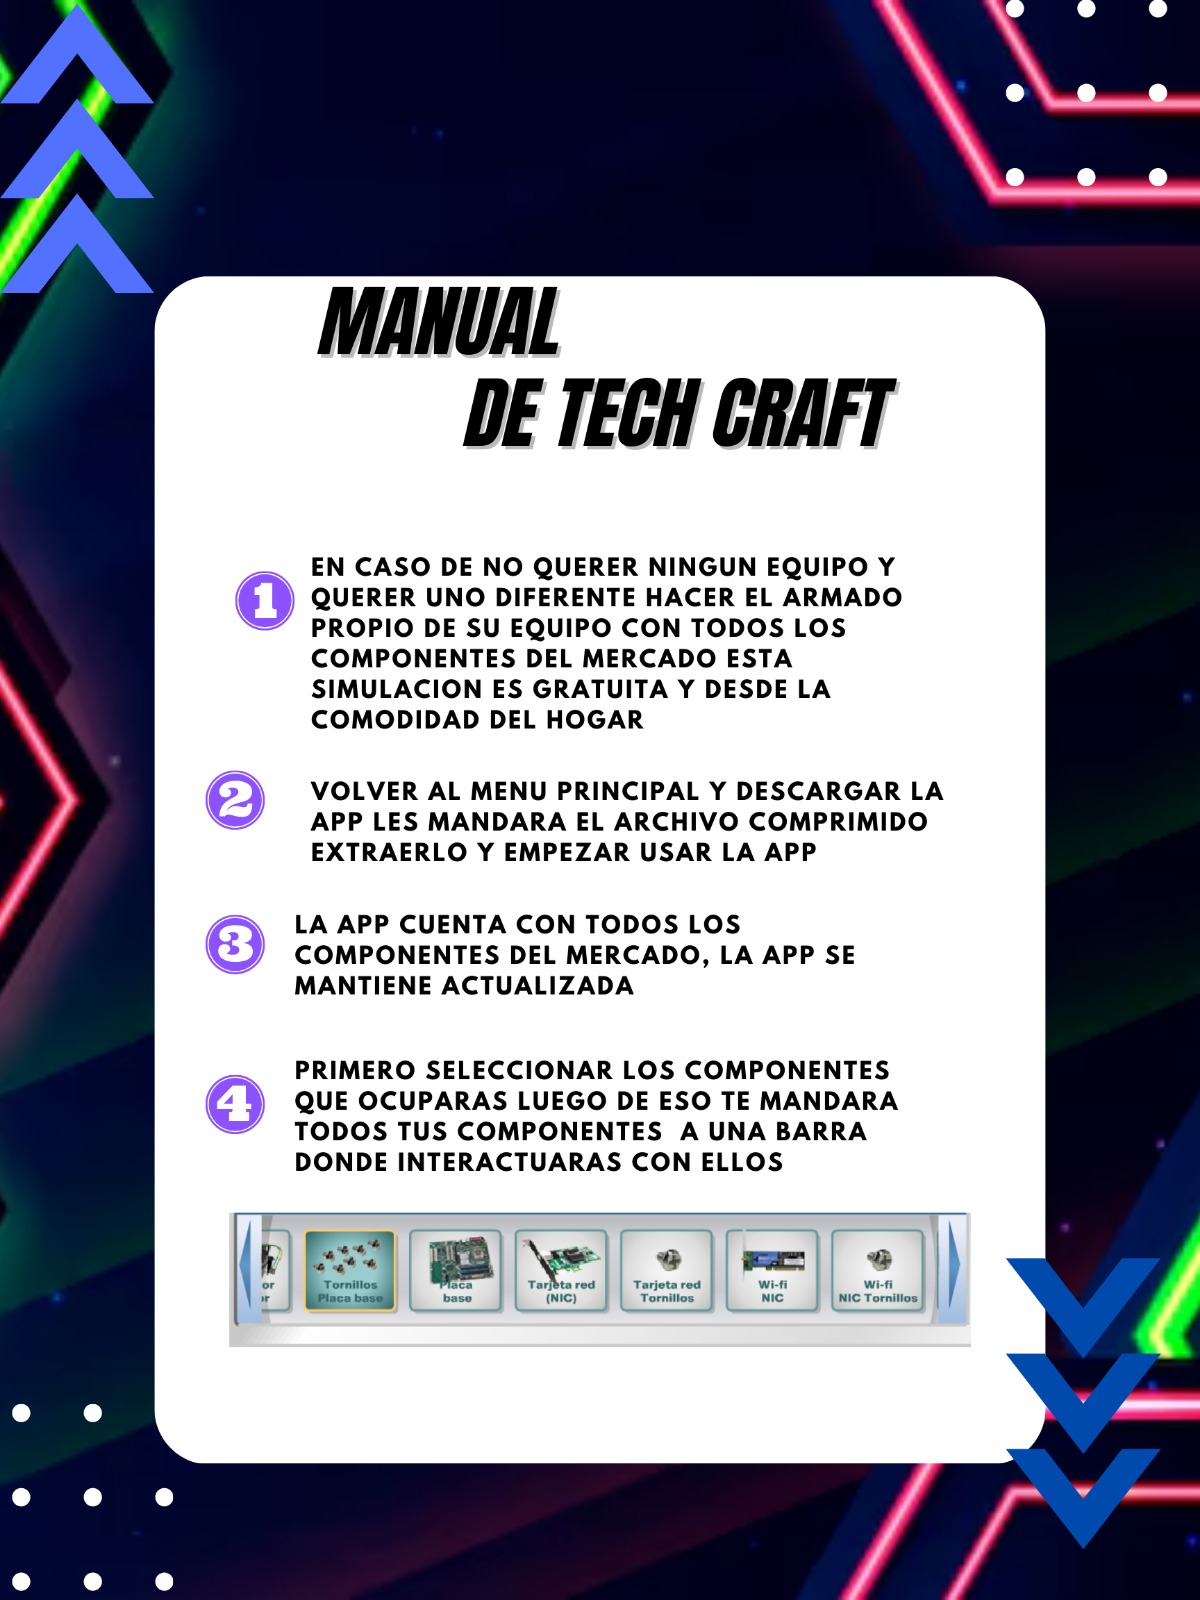 MANUAL
DE TECH CRAFT
1
EN CASO DE NO QUERER NINGUN EQUIPO Y
QUERER UNO DIFERENTE HACER EL ARMADO
PROPIO DE SU EQUIPO CON TODOS LOS
COMPONENTES DEL MERCADO ESTA
SIMULACION ES GRATUITA Y DESDE LA
COMODIDAD DEL HOGAR
2
VOLVER AL MENU PRINCIPAL Y DESCARGAR LA
APP LES MANDARA EL ARCHIVO COMPRIMIDO
EXTRAERLO Y EMPEZAR USAR LA APP
3
LA APP CUENTA CON TODOS LOS
COMPONENTES DEL MERCADO, LA APP SE
MANTIENE ACTUALIZADA
4
PRIMERO SELECCIONAR LOS COMPONENTES
QUE OCUPARAS LUEGO DE ESO TE MANDARA
TODOS TUS COMPONENTES A UNA BARRA
DONDE INTERACTUARAS CON ELLOS
or
or
Tornillos
Placa base
Placa
base
Tarjeta red
(NIC)
Tarjeta red
Tornillos
Wi-fi
NIC
Wi-fi
NIC Tornillos